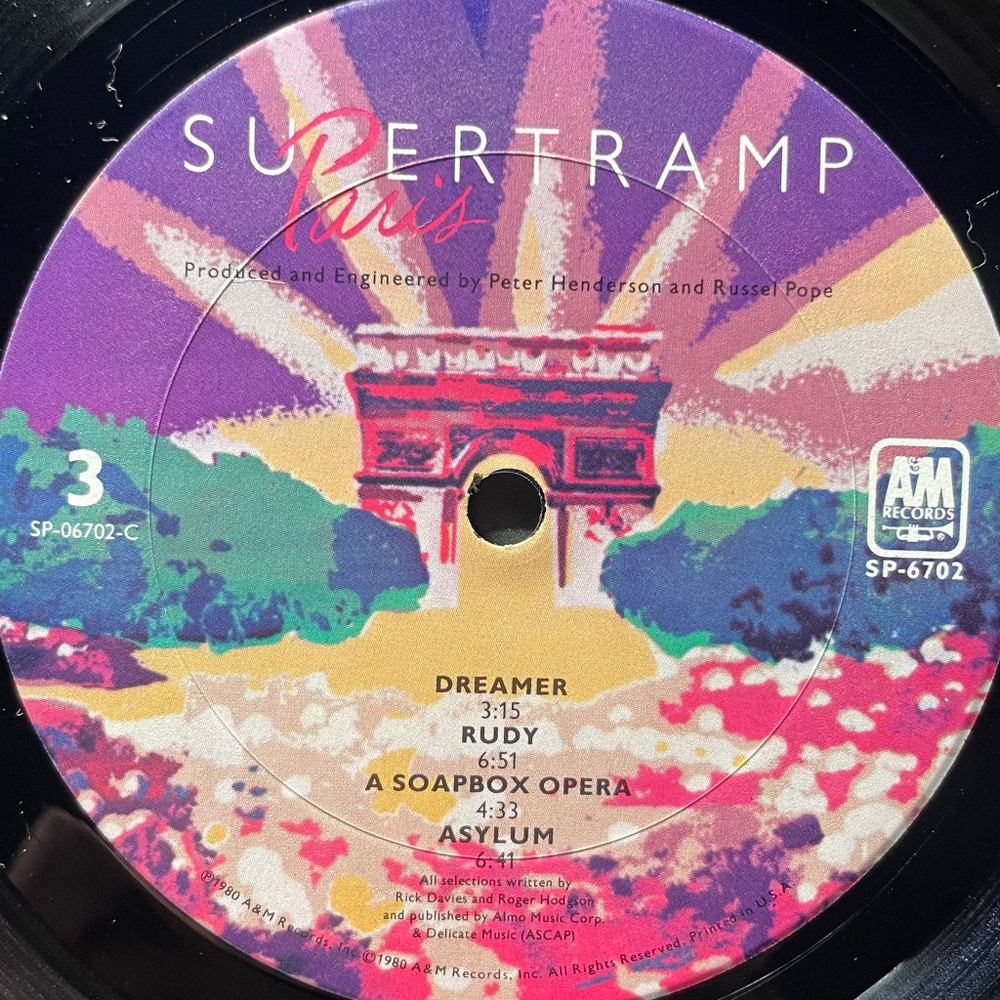 SUPERTRAMP
Paris
Produced and Engineered by Peter Henderson and Russel Pope
3
SP-06702-C
A&M
RECORDS
®
SP-6702
DREAMER
3:15
RUDY
6:51
A SOAPBOX OPERA
4:33
ASYLUM
6:41
All selections written by
Rick Davies and Roger Hodgson
and published by Almo Music Corp.
& Delicate Music (ASCAP)
℗1980 A&M Records, Inc. ©1980 A&M Records, Inc. All Rights Reserved. Printed in U.S.A.